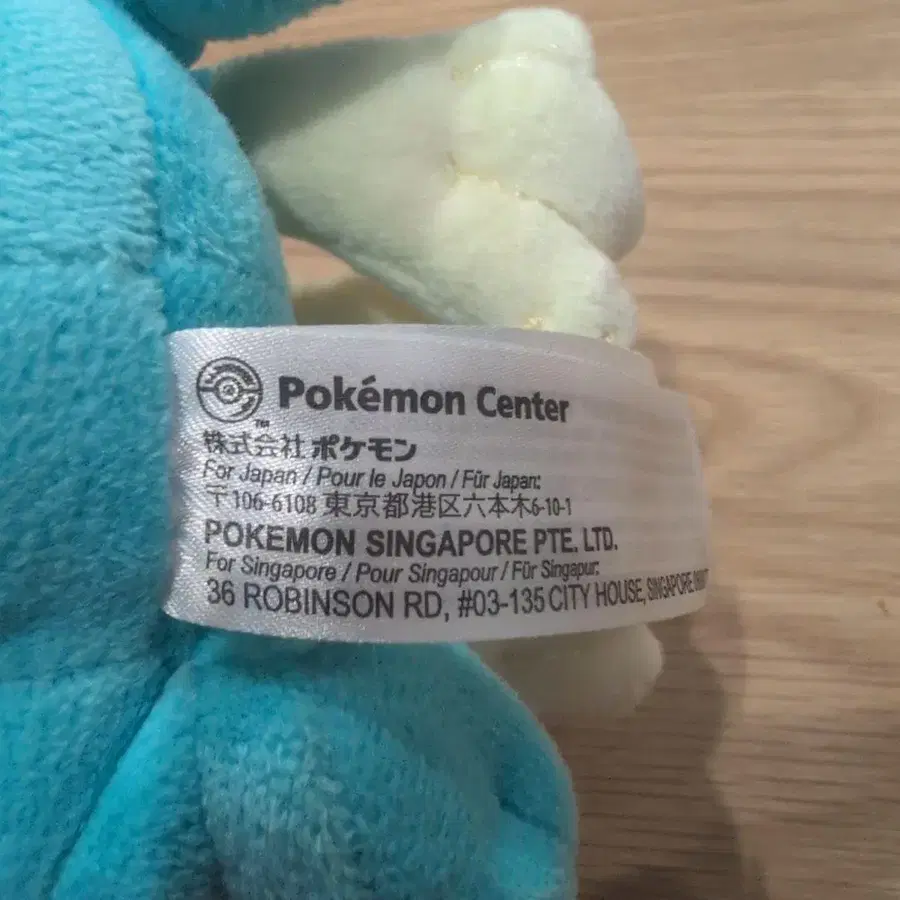 Pokémon Center
™
株式会社 ポケモン
For Japan / Pour le Japon / Für Japan:
〒106-6108 東京都港区六本木6-10-1
POKEMON SINGAPORE PTE. LTD.
For Singapore / Pour Singapour / Für Singapur:
36 ROBINSON RD, #03-135 CITY HOUSE, SINGAPORE